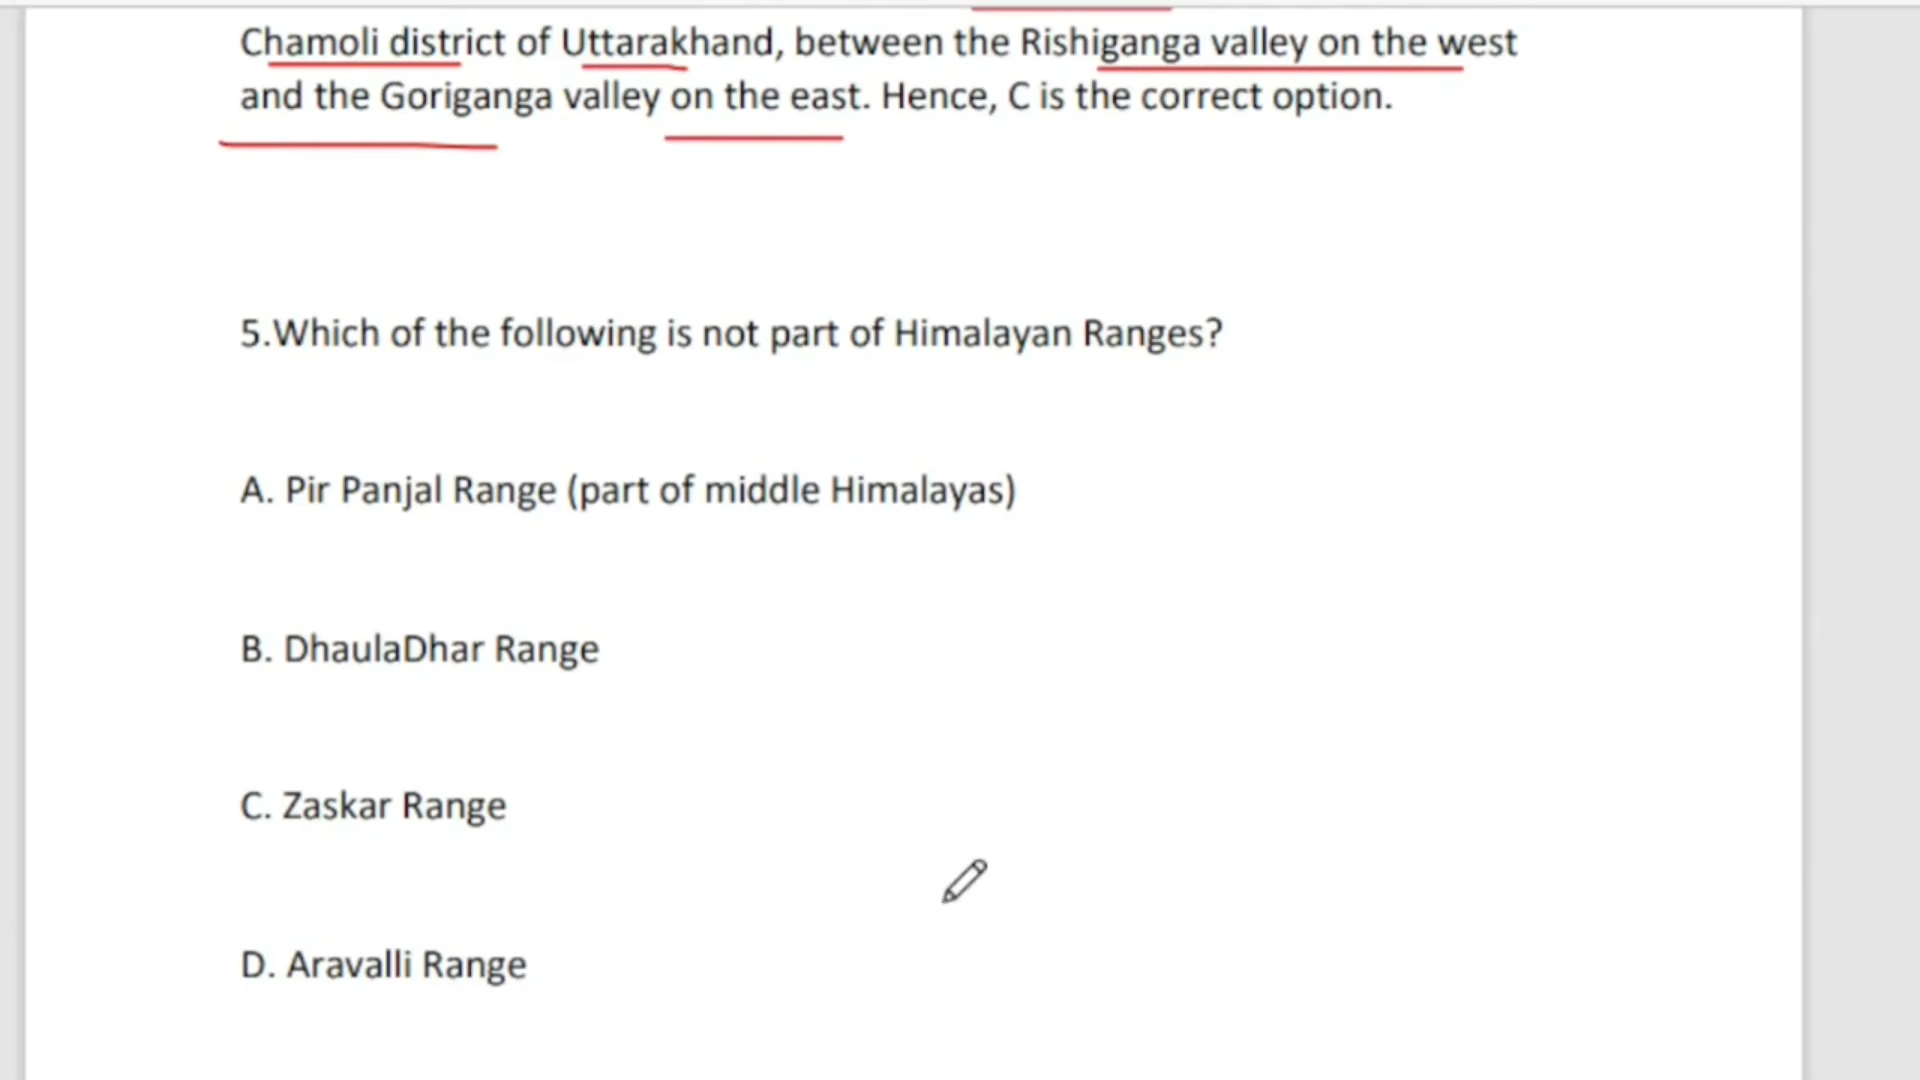 Chamoli district of Uttarakhand, between the Rishiganga valley on the west
and the Goriganga valley on the east. Hence, C is the correct option.
5.Which of the following is not part of Himalayan Ranges?
A. Pir Panjal Range (part of middle Himalayas)
B. DhaulaDhar Range
C. Zaskar Range
D. Aravalli Range